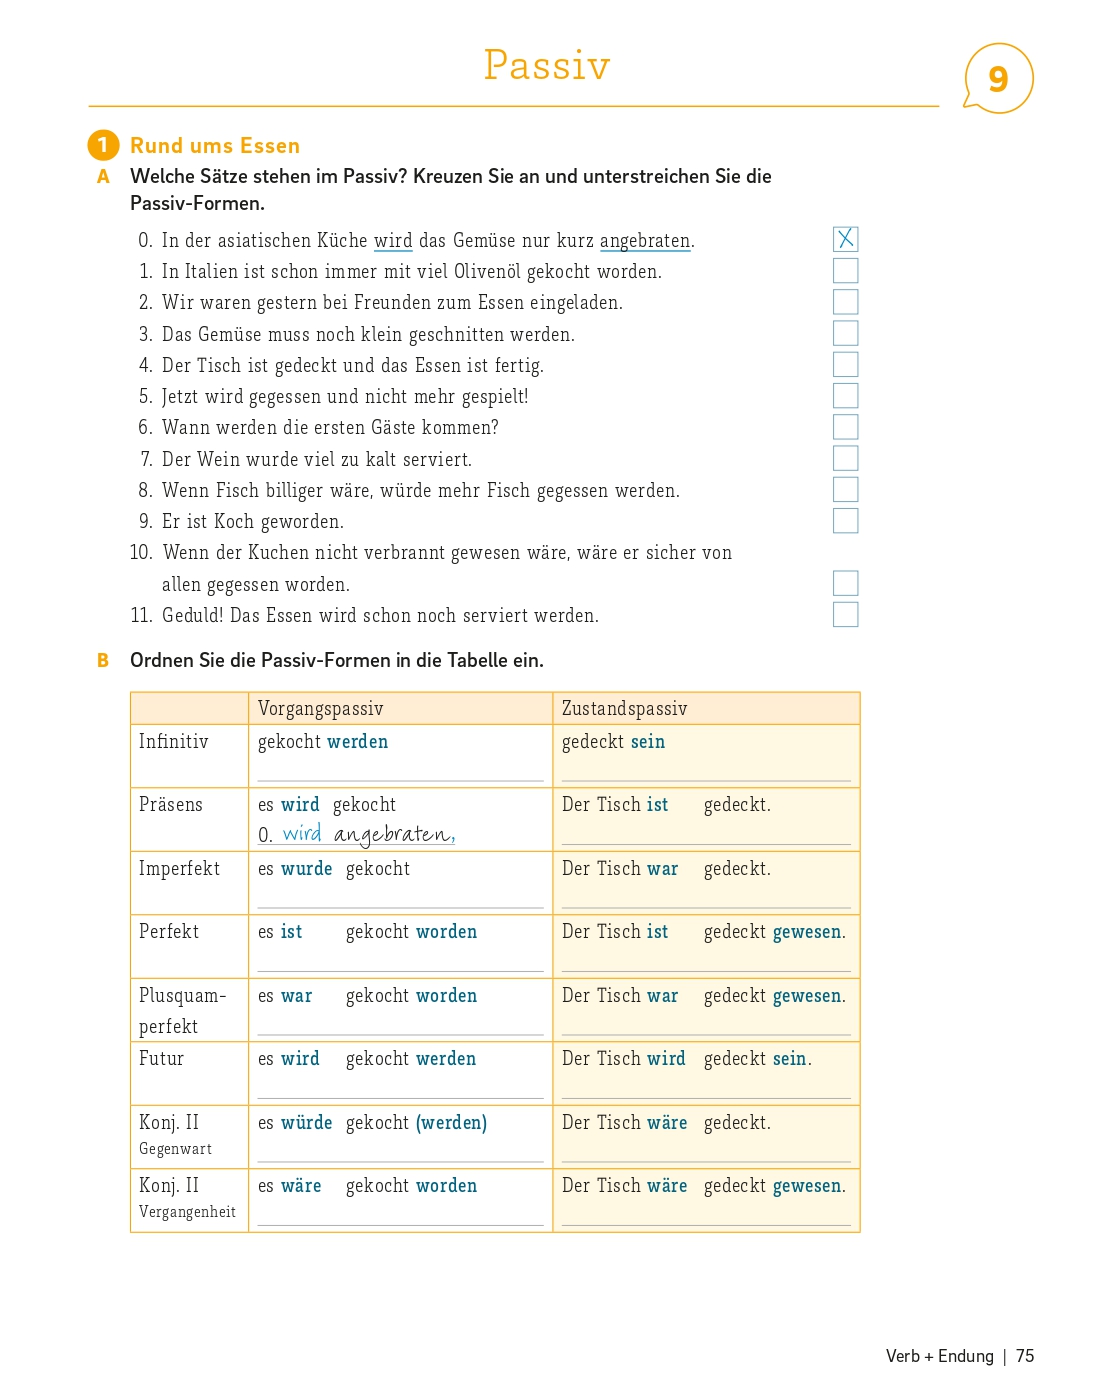 Passiv
9
1 Rund ums Essen
A Welche Sätze stehen im Passiv? Kreuzen Sie an und unterstreichen Sie die
Passiv-Formen.
0. In der asiatischen Küche wird das Gemüse nur kurz angebraten. X
1. In Italien ist schon immer mit viel Olivenöl gekocht worden.
2. Wir waren gestern bei Freunden zum Essen eingeladen.
3. Das Gemüse muss noch klein geschnitten werden.
4. Der Tisch ist gedeckt und das Essen ist fertig.
5. Jetzt wird gegessen und nicht mehr gespielt!
6. Wann werden die ersten Gäste kommen?
7. Der Wein wurde viel zu kalt serviert.
8. Wenn Fisch billiger wäre, würde mehr Fisch gegessen werden.
9. Er ist Koch geworden.
10. Wenn der Kuchen nicht verbrannt gewesen wäre, wäre er sicher von
allen gegessen worden.
11. Geduld! Das Essen wird schon noch serviert werden.
B Ordnen Sie die Passiv-Formen in die Tabelle ein.
Vorgangspassiv Zustandspassiv
Infinitiv gekocht werden gedeckt sein
Präsens es wird gekocht Der Tisch ist gedeckt.
0. wird angebraten,
Imperfekt es wurde gekocht Der Tisch war gedeckt.
Perfekt es ist gekocht worden Der Tisch ist gedeckt gewesen.
Plusquam- es war gekocht worden Der Tisch war gedeckt gewesen.
perfekt
Futur es wird gekocht werden Der Tisch wird gedeckt sein.
Konj. II es würde gekocht (werden) Der Tisch wäre gedeckt.
Gegenwart
Konj. II es wäre gekocht worden Der Tisch wäre gedeckt gewesen.
Vergangenheit
Verb + Endung | 75